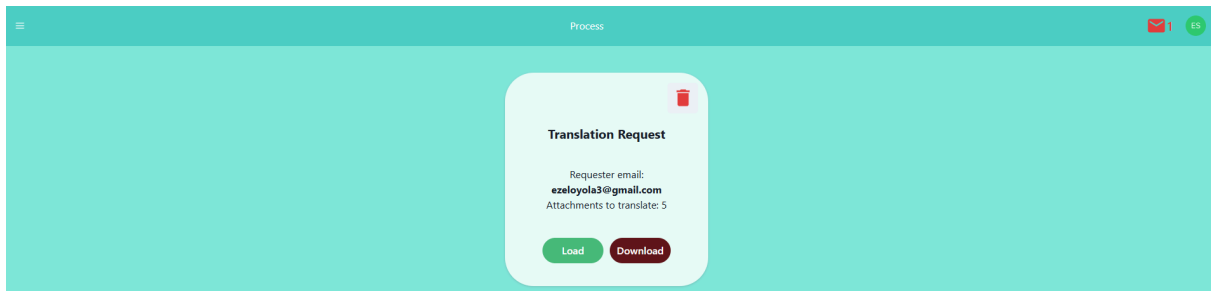 Process
1
ES
Translation Request
Requester email:
ezeloyola3@gmail.com
Attachments to translate: 5
Load
Download